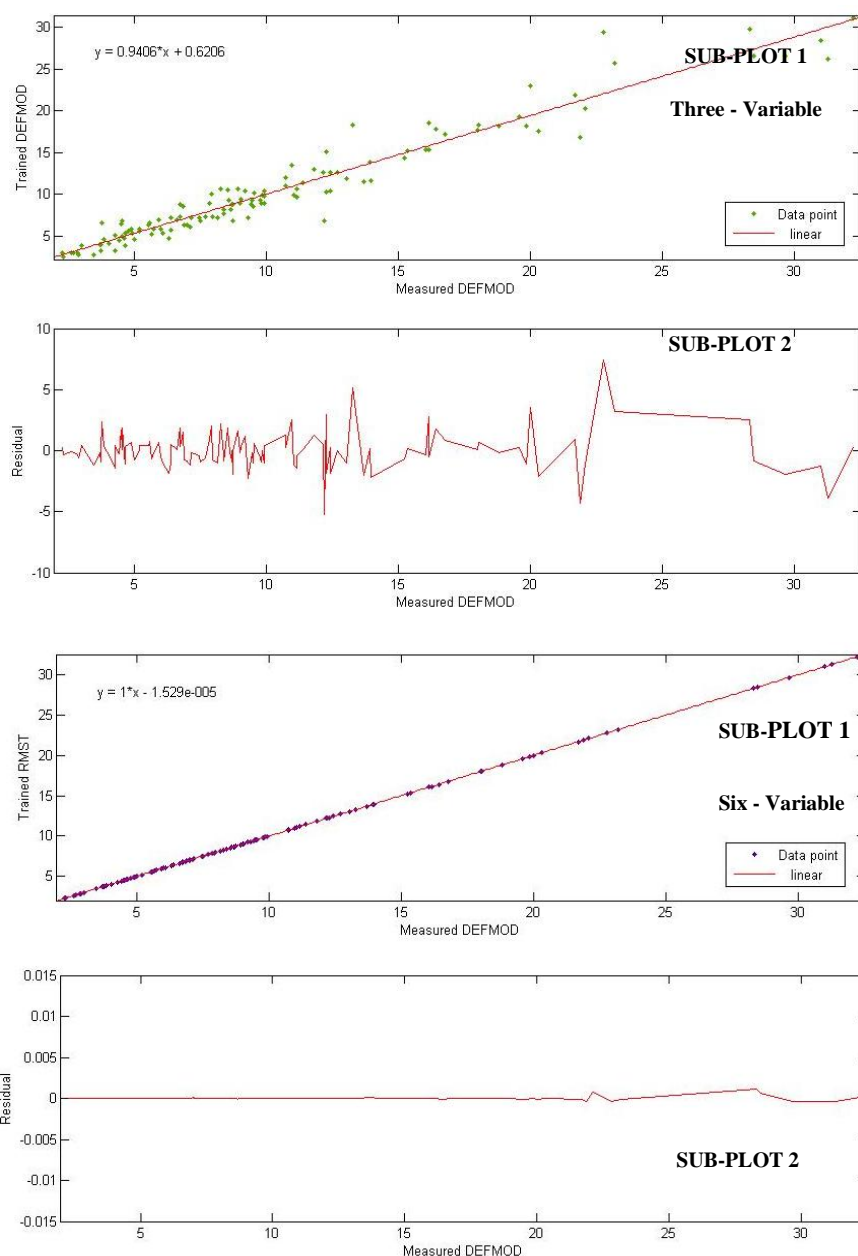 y = 0.9406*x + 0.6206
SUB-PLOT 1
Three - Variable
Data point
linear
Trained DEFMOD
30
25
20
15
10
5
5
10
15
20
25
30
Measured DEFMOD
SUB-PLOT 2
Residual
10
5
0
-5
-10
5
10
15
20
25
30
Measured DEFMOD
y = 1*x - 1.529e-005
SUB-PLOT 1
Six - Variable
Data point
linear
Trained RMST
30
25
20
15
10
5
5
10
15
20
25
30
Measured DEFMOD
Residual
0.015
0.01
0.005
0
-0.005
-0.01
-0.015
SUB-PLOT 2
5
10
15
20
25
30
Measured DEFMOD